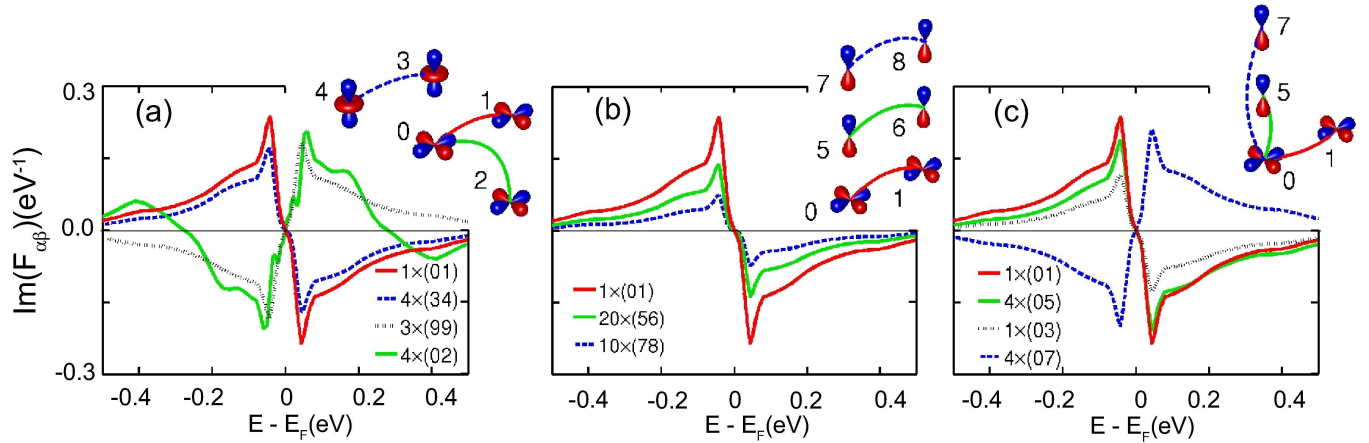 Im(F αβ)(eV⁻¹)
0.3
0.0
-0.3
(a)
4
3
1
0
2
1×(01)
4×(34)
3×(99)
4×(02)
-0.4 -0.2 0 0.2 0.4
E - E_F(eV)
(b)
7
8
5
6
0
1
1×(01)
20×(56)
10×(78)
-0.4 -0.2 0 0.2 0.4
E - E_F(eV)
(c)
7
5
1
0
1×(01)
4×(05)
1×(03)
4×(07)
-0.4 -0.2 0 0.2 0.4
E - E_F(eV)